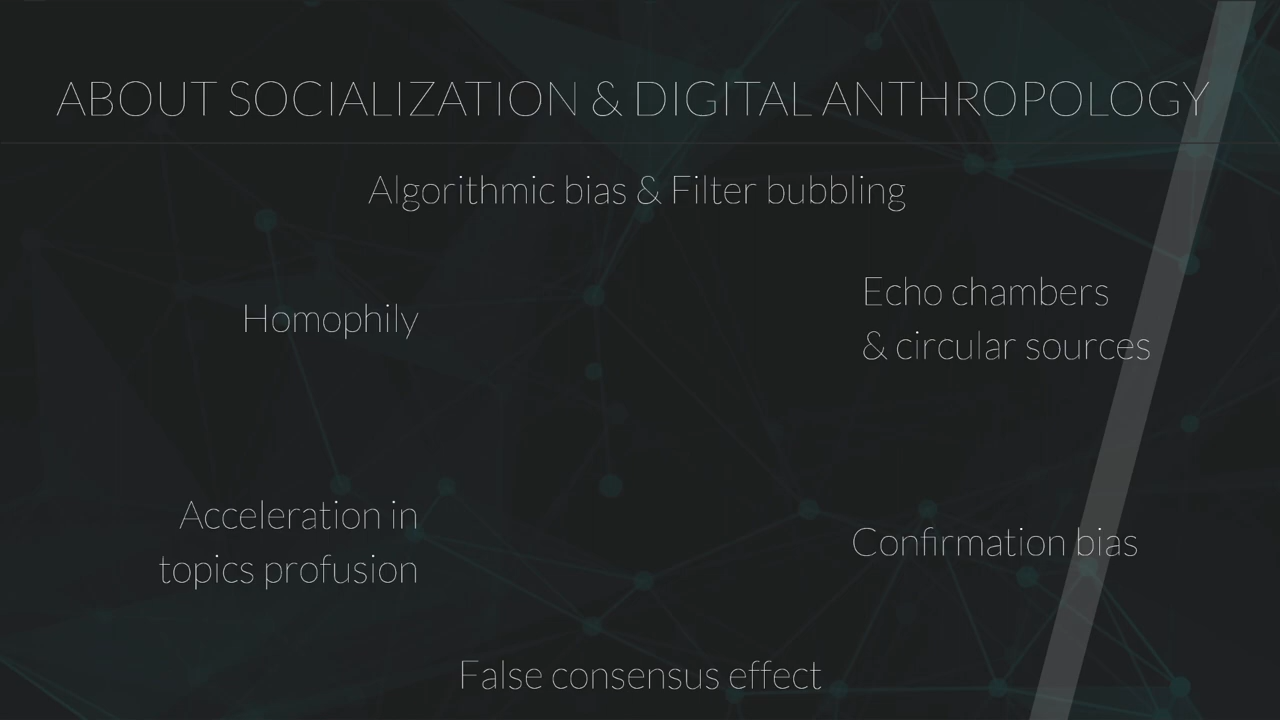 ABOUT SOCIALIZATION & DIGITAL ANTHROPOLOGY
Algorithmic bias & Filter bubbling
Homophily
Echo chambers
& circular sources
Acceleration in
topics profusion
Confirmation bias
False consensus effect